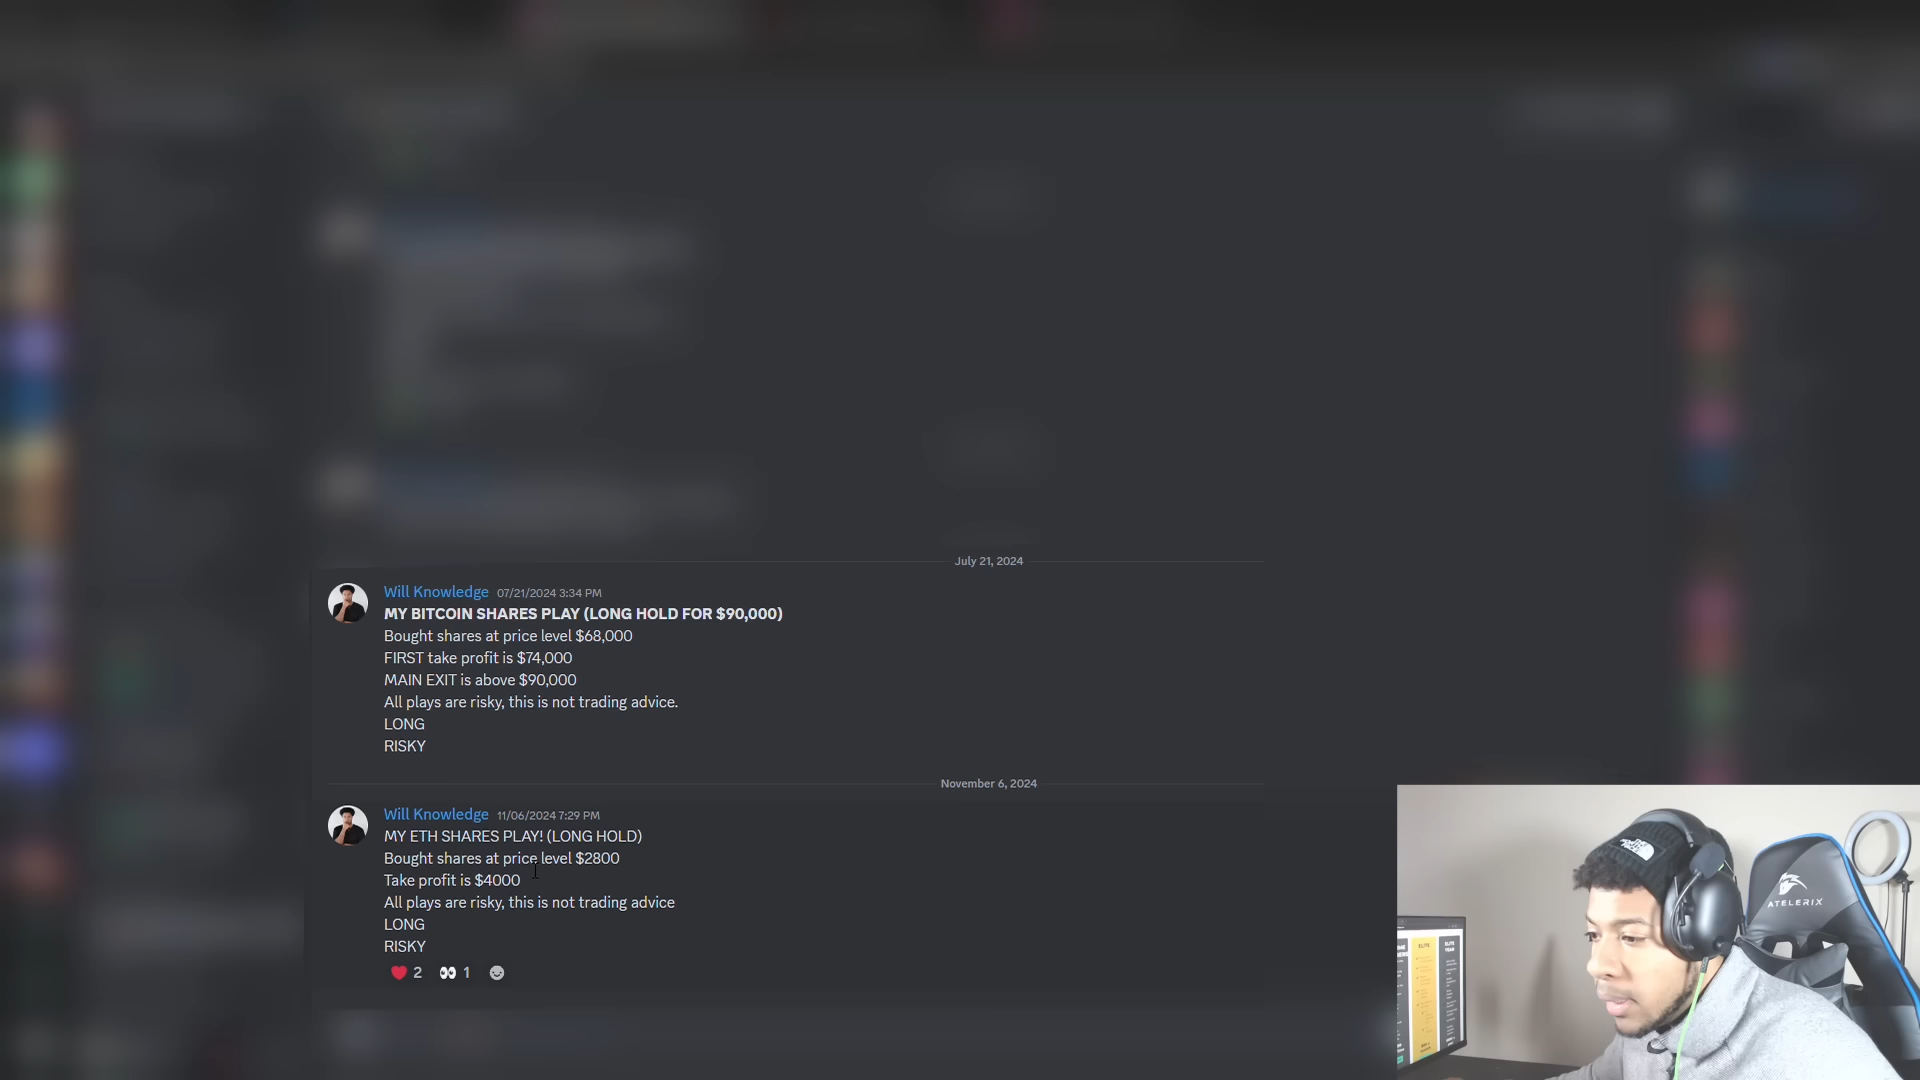 July 21, 2024
Will Knowledge 07/21/2024 3:34 PM
MY BITCOIN SHARES PLAY (LONG HOLD FOR $90,000)
Bought shares at price level $68,000
FIRST take profit is $74,000
MAIN EXIT is above $90,000
All plays are risky, this is not trading advice.
LONG
RISKY
November 6, 2024
Will Knowledge 11/06/2024 7:29 PM
MY ETH SHARES PLAY! (LONG HOLD)
Bought shares at price level $2800
Take profit is $4000
All plays are risky, this is not trading advice
LONG
RISKY
2 1
ATELERIX